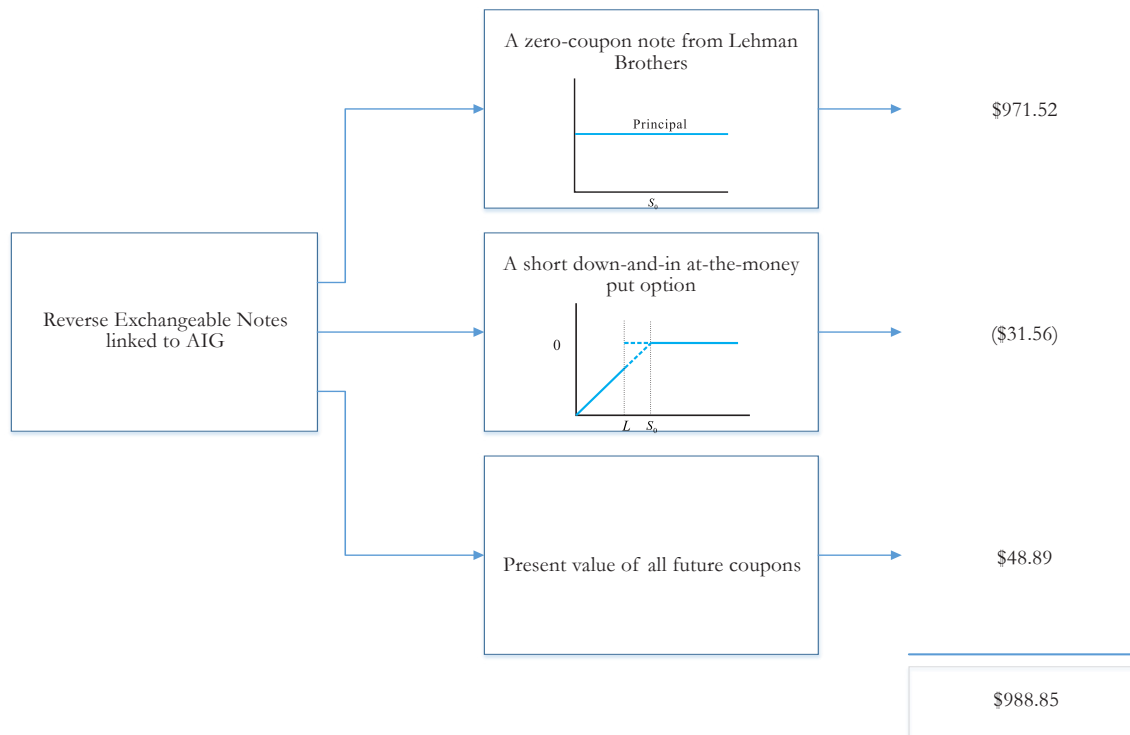 A zero-coupon note from Lehman
Brothers
Principal
S₀
$971.52
Reverse Exchangeable Notes
linked to AIG
A short down-and-in at-the-money
put option
0
L S₀
($31.56)
Present value of all future coupons
$48.89
$988.85